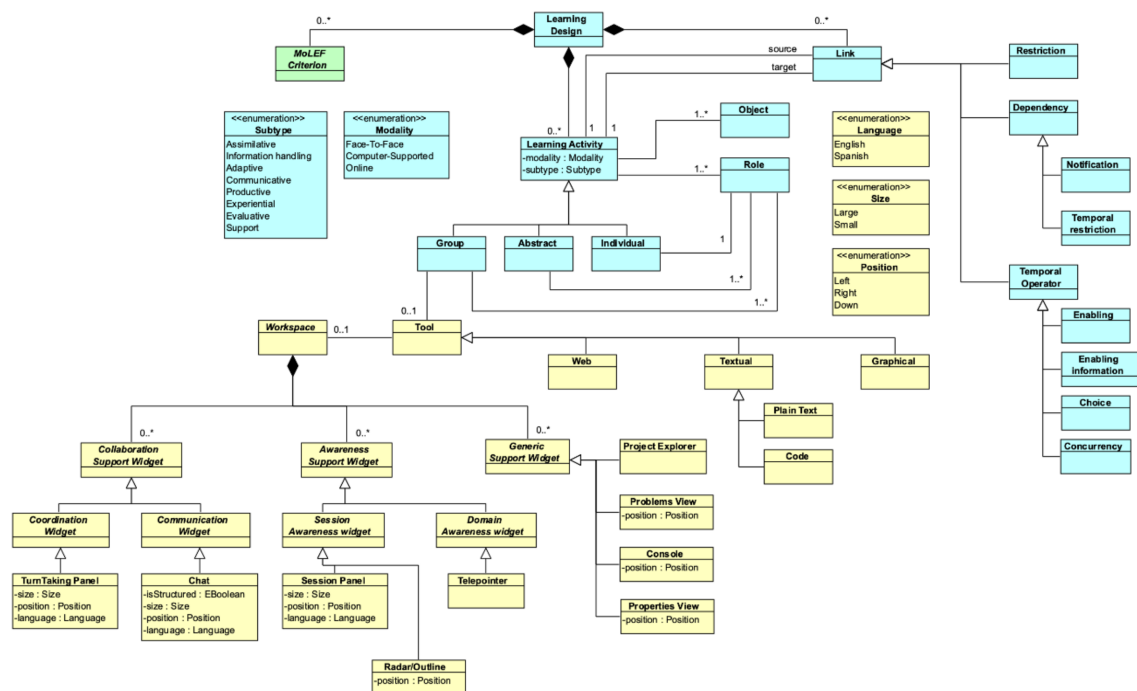 0..*
Learning
Design
0..*
MoLEF
Criterion
source
target
Link
Restriction
<<enumeration>>
Subtype
Assimilative
Information handling
Adaptive
Communicative
Productive
Experiential
Evaluative
Support
<<enumeration>>
Modality
Face-To-Face
Computer-Supported
Online
0..*
1
1
Learning Activity
-modality : Modality
-subtype : Subtype
1..*
Object
1..*
Role
<<enumeration>>
Language
English
Spanish
<<enumeration>>
Size
Large
Small
<<enumeration>>
Position
Left
Right
Down
Dependency
Notification
Temporal
restriction
Temporal
Operator
Enabling
Enabling
information
Choice
Concurrency
Group
Abstract
Individual
1
1..*
1..*
0..1
Workspace
0..1
Tool
Web
Textual
Graphical
Plain Text
Code
0..*
0..*
0..*
Collaboration
Support Widget
Awareness
Support Widget
Generic
Support Widget
Project Explorer
Problems View
-position : Position
Console
-position : Position
Properties View
-position : Position
Coordination
Widget
Communication
Widget
Session
Awareness widget
Domain
Awareness widget
TurnTaking Panel
-size : Size
-position : Position
-language : Language
Chat
-isStructured : EBoolean
-size : Size
-position : Position
-language : Language
Session Panel
-size : Size
-position : Position
-language : Language
Telepointer
Radar/Outline
-position : Position